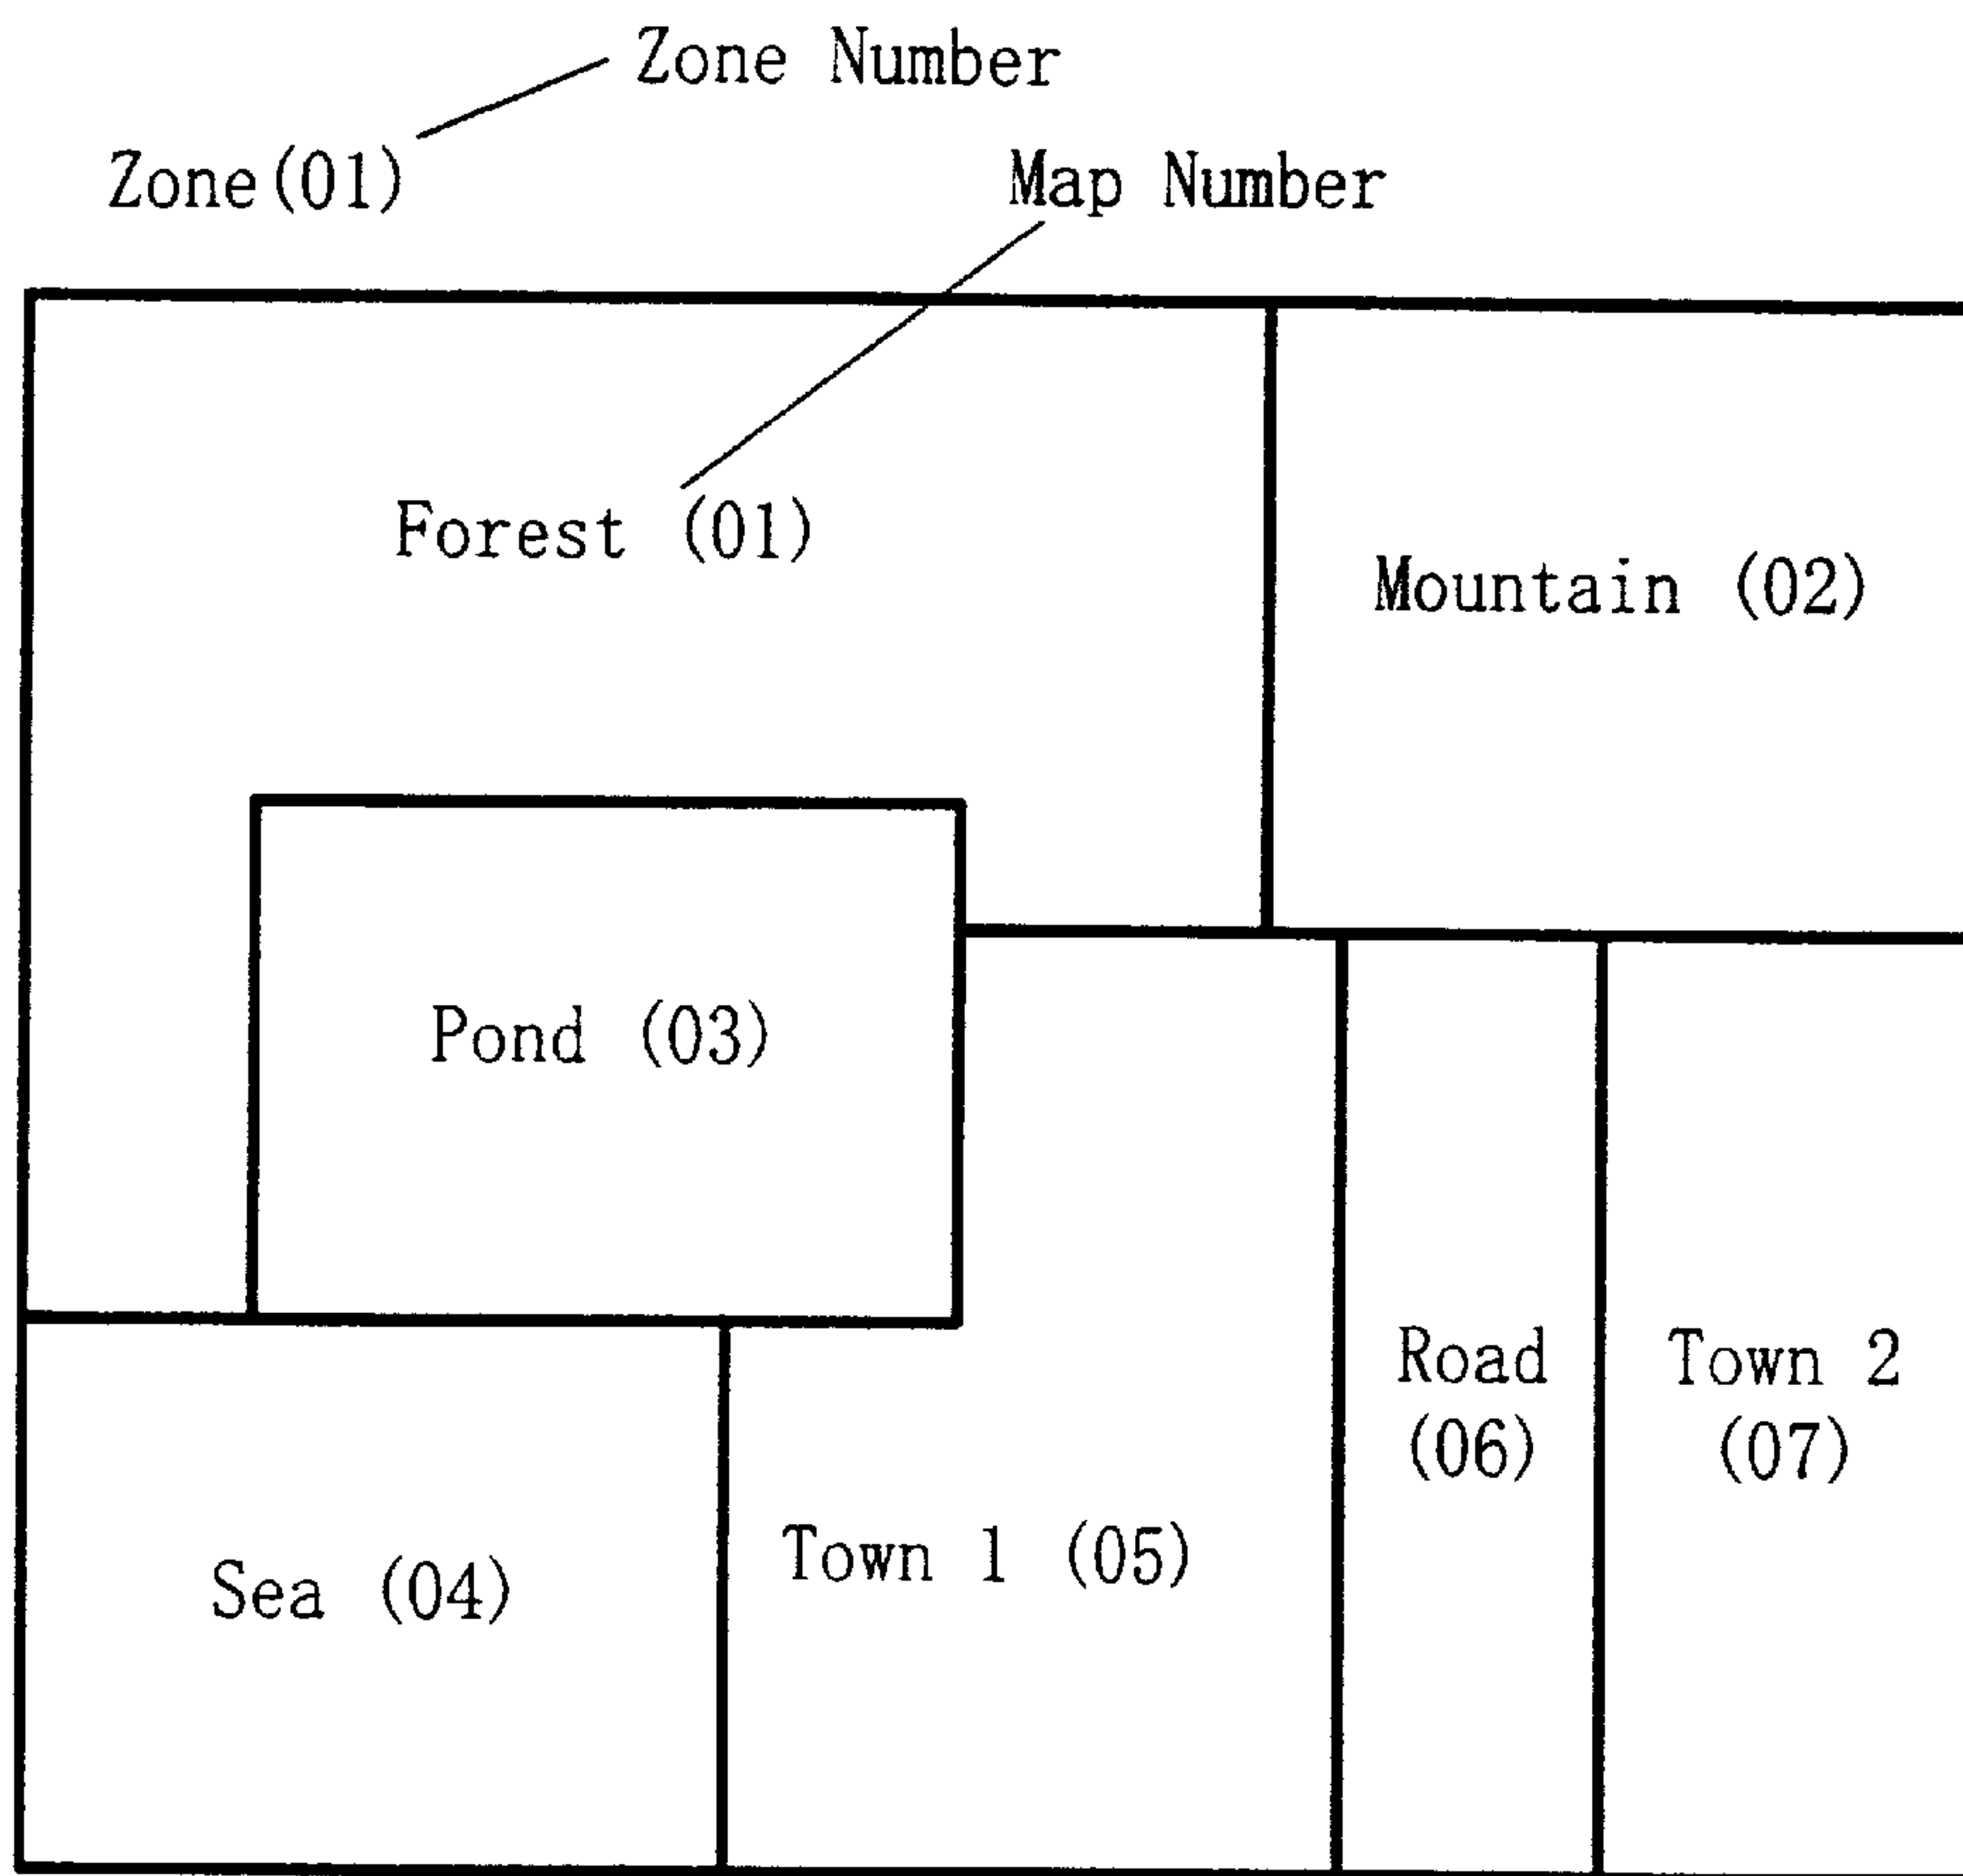 Zone Number
Zone(01)
Map Number
Forest (01)
Mountain (02)
Pond (03)
Road
(06)
Town 2
(07)
Town 1 (05)
Sea (04)